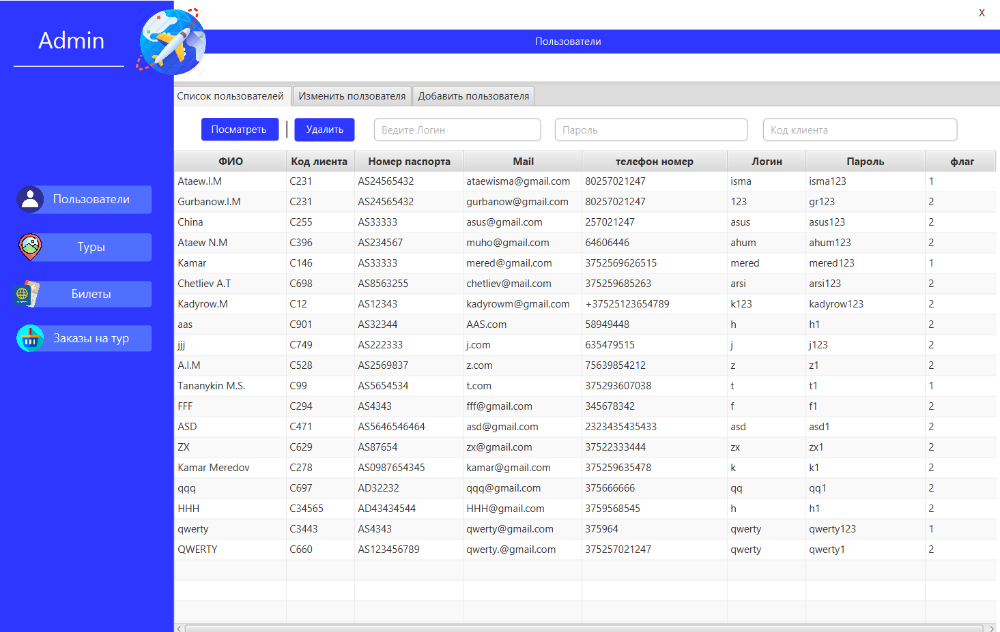 X
Admin
Пользователи
Список пользователей Изменить ползователя Добавить пользователя
Посматреть | Удалить Ведите Логин Пароль Код клиента
ФИО Код лиента Номер паспорта Mail телефон номер Логин Пароль флаг
Ataew.I.M C231 AS24565432 ataewisma@gmail.com 80257021247 isma isma123 1
Gurbanow.I.M C231 AS24565432 gurbanow@gmail.com 80257021247 123 gr123 2
China C255 AS33333 asus@gmail.com 257021247 asus asus123 2
Ataew N.M C396 AS234567 muho@gmail.com 64606446 ahum ahum123 2
Kamar C146 AS33333 mered@gmail.com 3752569626515 mered mered123 1
Chetliev A.T C698 AS8563255 chetliev@mail.com 375259685263 arsi arsi123 2
Kadyrow.M C12 AS12343 kadyrowm@gmail.com +37525123654789 k123 kadyrow123 2
aas C901 AS32344 AAS.com 58949448 h h1 2
jjj C749 AS222333 j.com 635479515 j j123 2
A.I.M C528 AS2569837 z.com 75639854212 z z1 2
Tananykin M.S. C99 AS5654534 t.com 375293607038 t t1 1
FFF C294 AS4343 fff@gmail.com 345678342 f f1 2
ASD C471 AS5646546464 asd@gmail.com 2323435435433 asd asd1 2
ZX C629 AS87654 zx@gmail.com 37522333444 zx zx1 2
Kamar Meredov C278 AS0987654345 kamar@gmail.com 375259635478 k k1 2
qqq C697 AD32232 qqq@gmail.com 375666666 qq qq1 2
HHH C34565 AD43434544 HHH@gmail.com 3759568545 h h1 2
qwerty C3443 AS4343 qwerty@gmail.com 375964 qwerty qwerty123 1
QWERTY C660 AS123456789 qwerty.@gmail.com 375257021247 qwerty qwerty1 2
Пользователи
Туры
Билеты
Заказы на тур